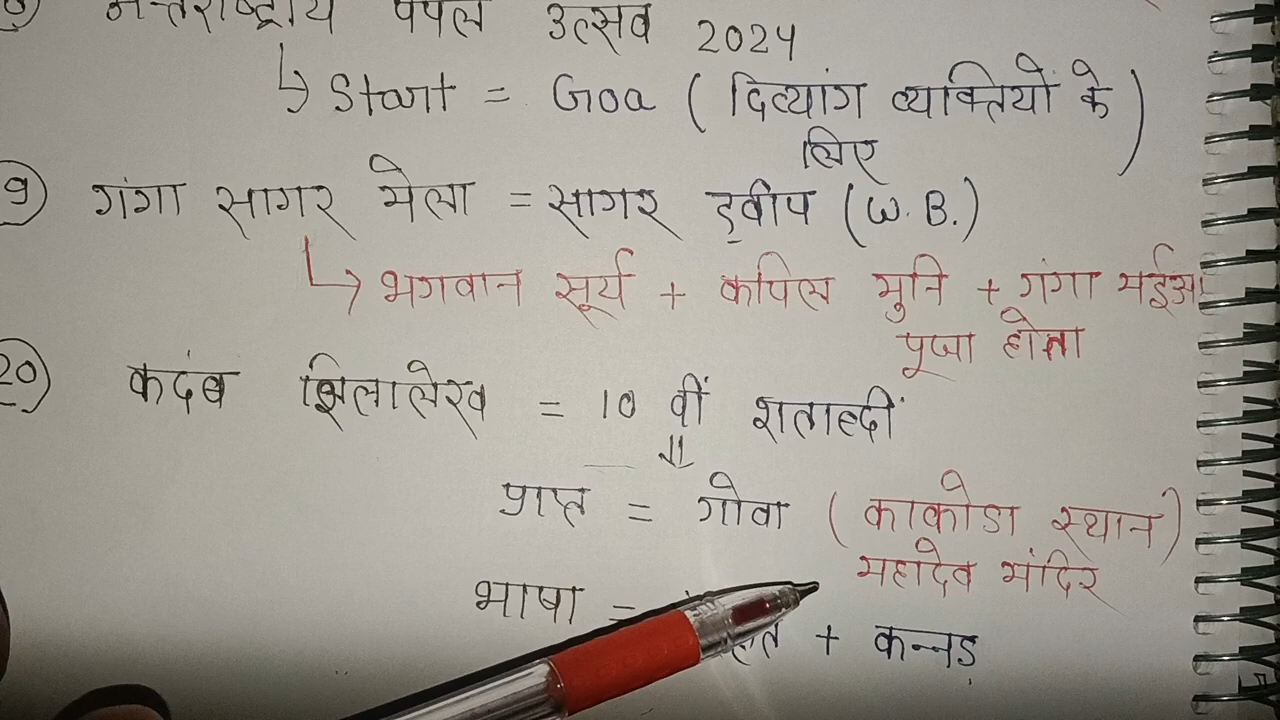 अन्तराष्ट्रीय पर्पल उत्सव 2024
↳ Start = Goa ( दिव्यांग व्यक्तियों के लिए )
9) गंगा सागर मेला = सागर द्वीप (W.B.)
↳ भगवान सूर्य + कपिल मुनि + गंगा मईआ
पूजा होता
20) कदंब शिलालेख = 10 वीं शताब्दीं
प्राप्त = गोवा ( काकोडा स्थान)
महादेव मंदिर
भाषा = + कन्नड़